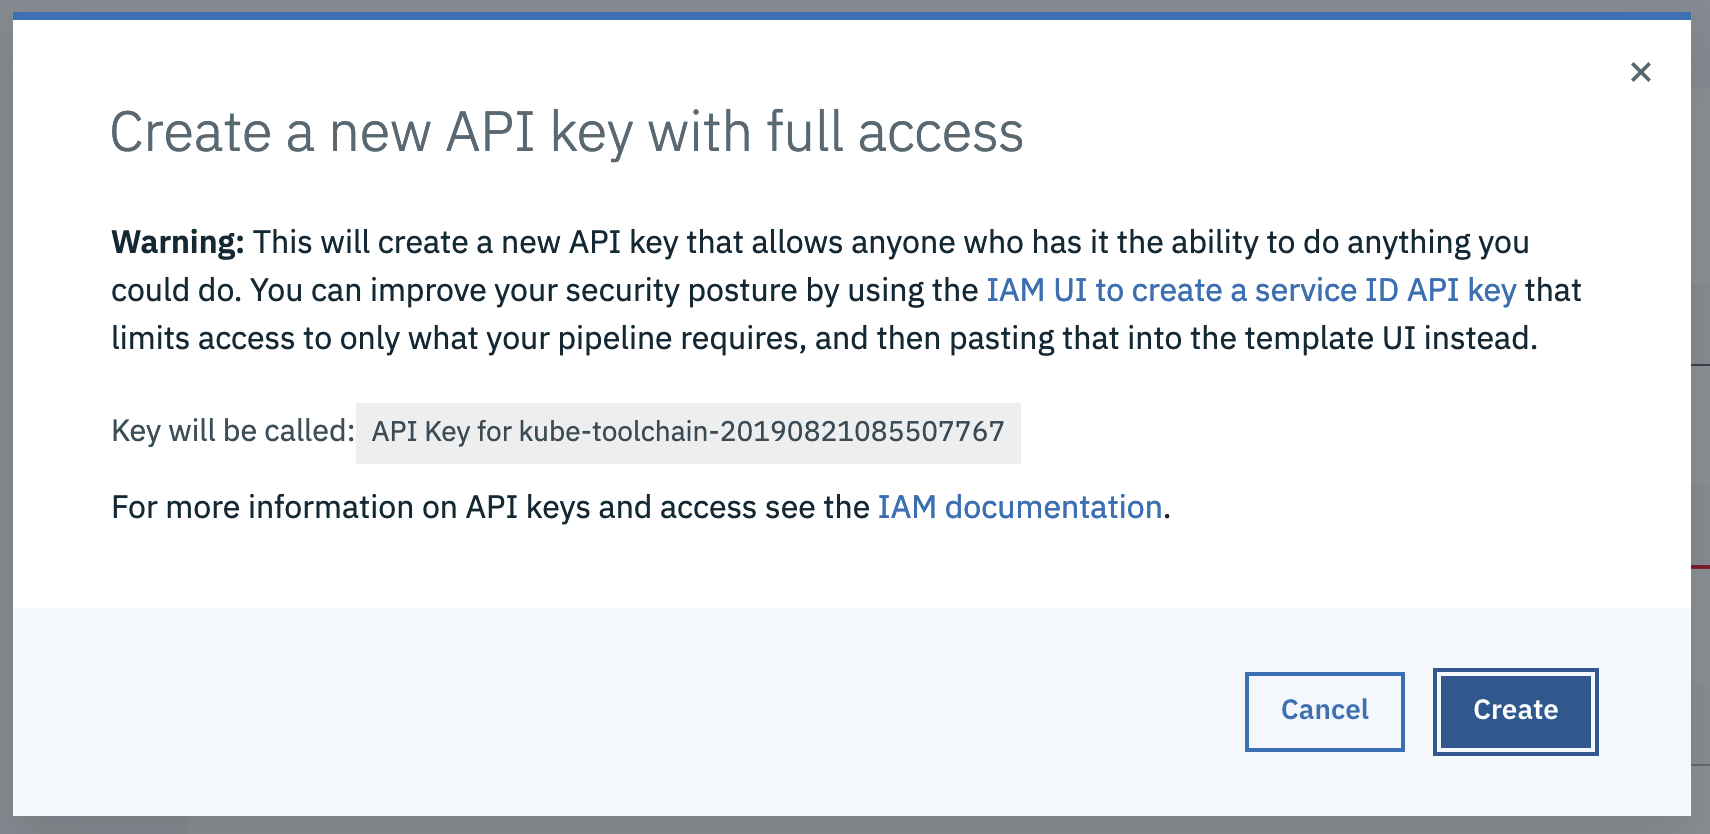 Create a new API key with full access
Warning: This will create a new API key that allows anyone who has it the ability to do anything you
could do. You can improve your security posture by using the IAM UI to create a service ID API key that
limits access to only what your pipeline requires, and then pasting that into the template UI instead.
Key will be called: API Key for kube-toolchain-20190821085507767
For more information on API keys and access see the IAM documentation.
Cancel Create